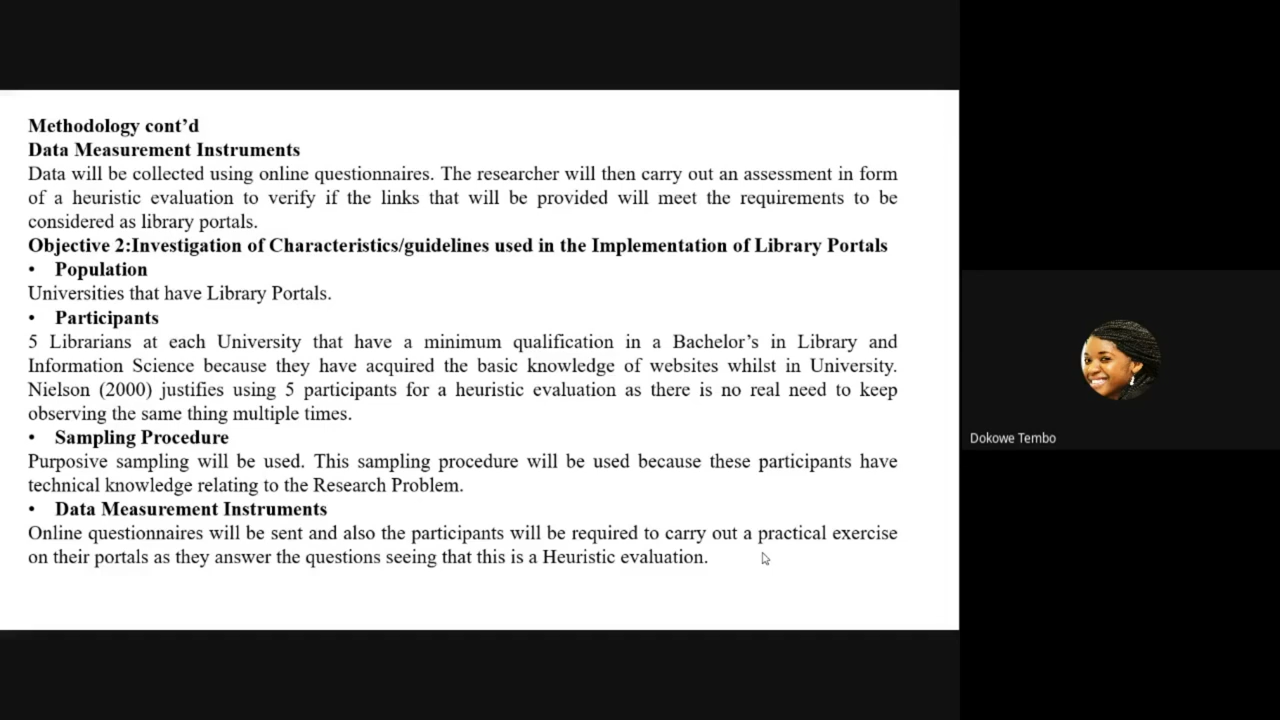 Methodology cont’d
Data Measurement Instruments
Data will be collected using online questionnaires. The researcher will then carry out an assessment in form
of a heuristic evaluation to verify if the links that will be provided will meet the requirements to be
considered as library portals.
Objective 2:Investigation of Characteristics/guidelines used in the Implementation of Library Portals
• Population
Universities that have Library Portals.
• Participants
5 Librarians at each University that have a minimum qualification in a Bachelor’s in Library and
Information Science because they have acquired the basic knowledge of websites whilst in University.
Nielson (2000) justifies using 5 participants for a heuristic evaluation as there is no real need to keep
observing the same thing multiple times.
• Sampling Procedure
Purposive sampling will be used. This sampling procedure will be used because these participants have
technical knowledge relating to the Research Problem.
• Data Measurement Instruments
Online questionnaires will be sent and also the participants will be required to carry out a practical exercise
on their portals as they answer the questions seeing that this is a Heuristic evaluation.
Dokowe Tembo